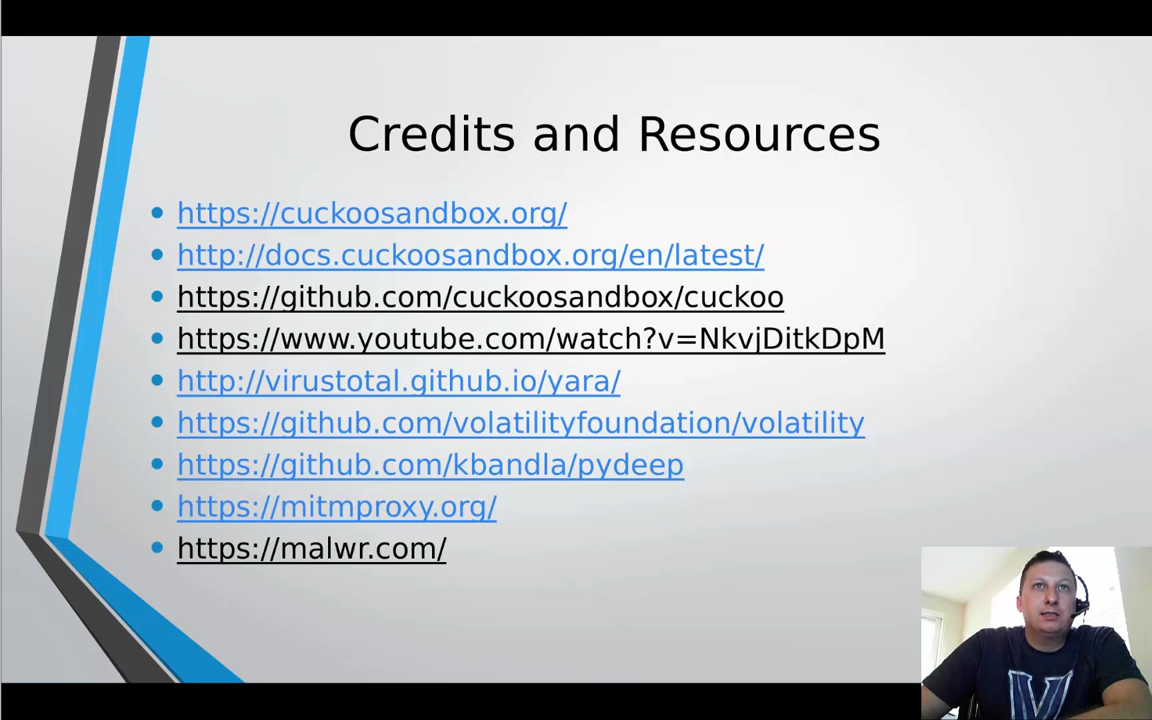 Credits and Resources
https://cuckoosandbox.org/
http://docs.cuckoosandbox.org/en/latest/
https://github.com/cuckoosandbox/cuckoo
https://www.youtube.com/watch?v=NkvjDitkDpM
http://virustotal.github.io/yara/
https://github.com/volatilityfoundation/volatility
https://github.com/kbandla/pydeep
https://mitmproxy.org/
https://malwr.com/
V